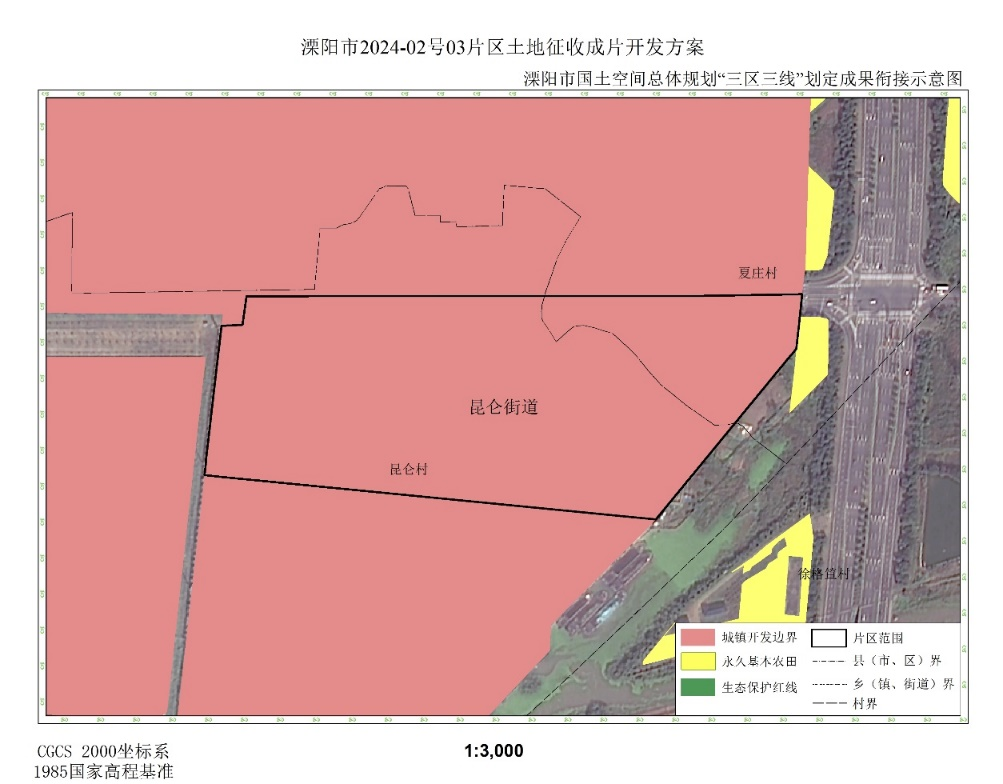 溧阳市2024-02号03片区土地征收成片开发方案
溧阳市国土空间总体规划“三区三线”划定成果衔接示意图
夏庄村
昆仑街道
昆仑村
城镇开发边界
片区范围
永久基本农田
县（市、区）界
生态保护红线
乡（镇、街道）界
村界
CGCS 2000坐标系
1:3,000
1985国家高程基准